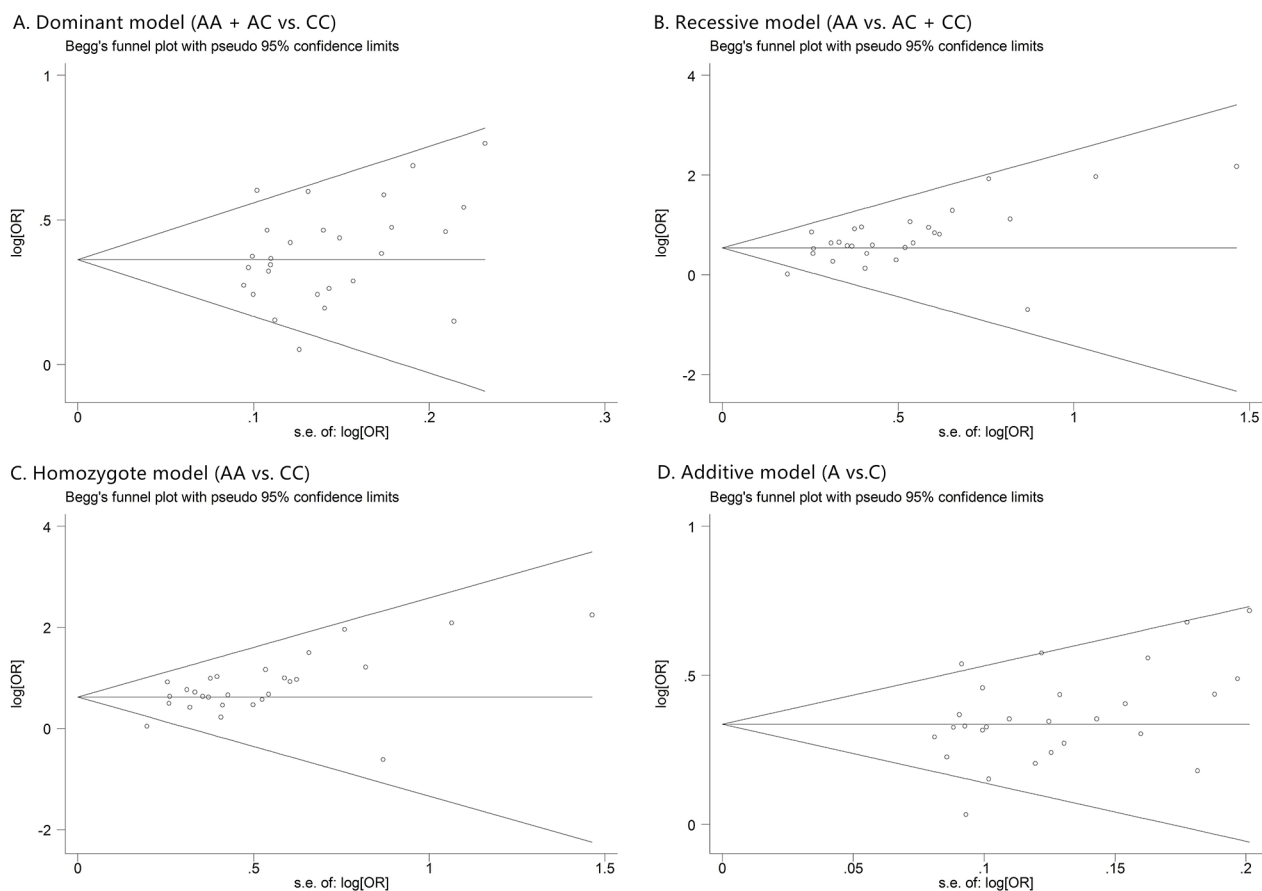 A. Dominant model (AA + AC vs. CC)
Begg's funnel plot with pseudo 95% confidence limits
1
.5
0
log[OR]
0 .1 .2 .3
s.e. of: log[OR]
B. Recessive model (AA vs. AC + CC)
Begg's funnel plot with pseudo 95% confidence limits
4
2
0
-2
log[OR]
0 .5 1 1.5
s.e. of: log[OR]
C. Homozygote model (AA vs. CC)
Begg's funnel plot with pseudo 95% confidence limits
4
2
0
-2
log[OR]
0 .5 1 1.5
s.e. of: log[OR]
D. Additive model (A vs.C)
Begg's funnel plot with pseudo 95% confidence limits
1
.5
0
log[OR]
0 .05 .1 .15 .2
s.e. of: log[OR]